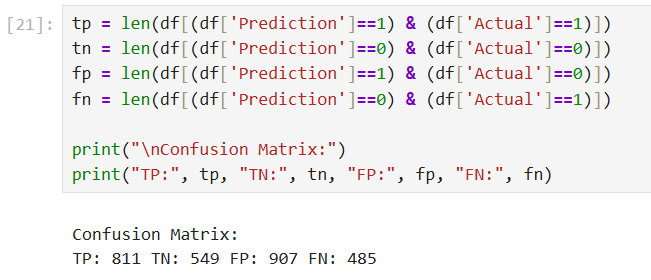 [21]: tp = len(df[(df['Prediction']==1) & (df['Actual']==1)])
tn = len(df[(df['Prediction']==0) & (df['Actual']==0)])
fp = len(df[(df['Prediction']==1) & (df['Actual']==0)])
fn = len(df[(df['Prediction']==0) & (df['Actual']==1)])
print("\nConfusion Matrix:")
print("TP:", tp, "TN:", tn, "FP:", fp, "FN:", fn)
Confusion Matrix:
TP: 811 TN: 549 FP: 907 FN: 485